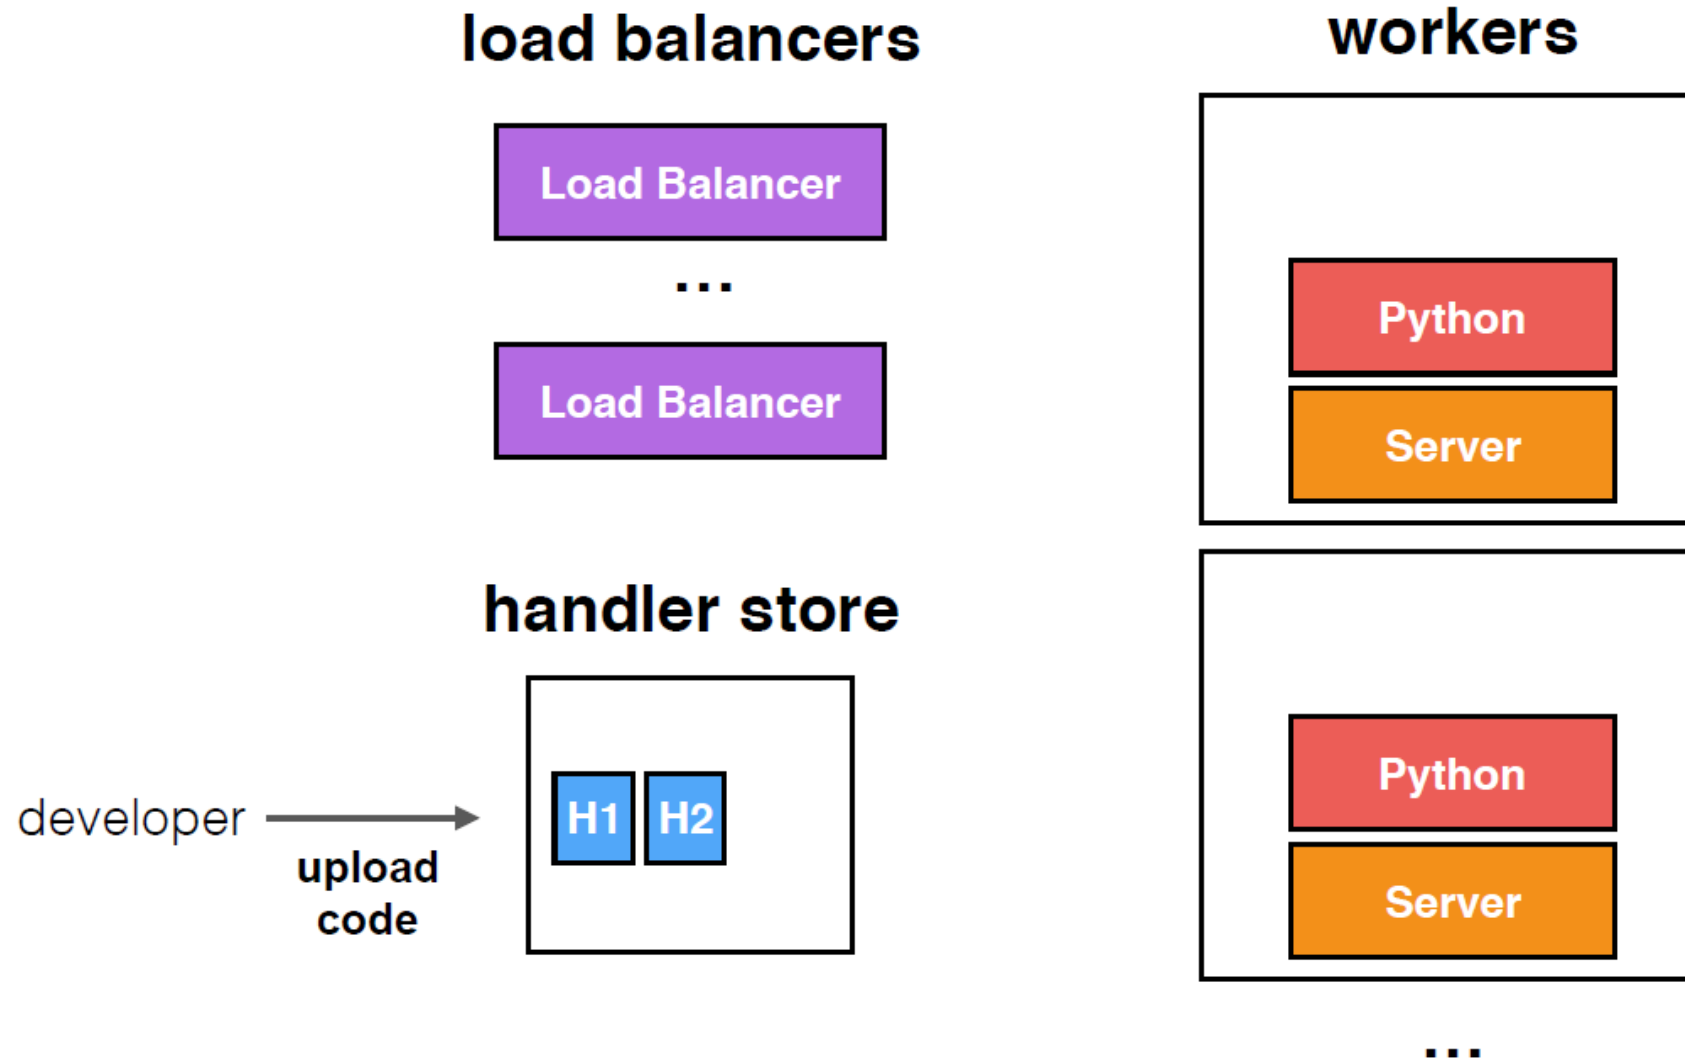 load balancers
Load Balancer
...
Load Balancer
handler store
developer
H1 H2
upload
code
workers
Python
Server
Python
Server
...